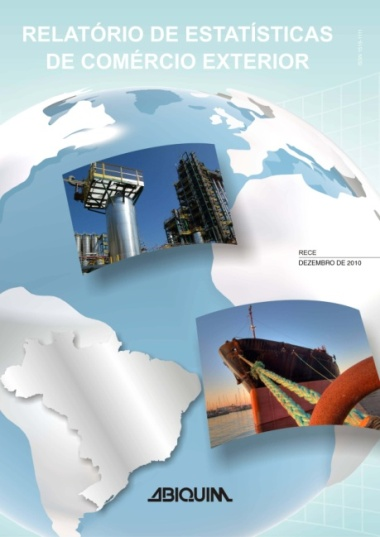 RELATÓRIO DE ESTATÍSTICAS
DE COMÉRCIO EXTERIOR
RECE
DEZEMBRO DE 2010
ABIQUIM